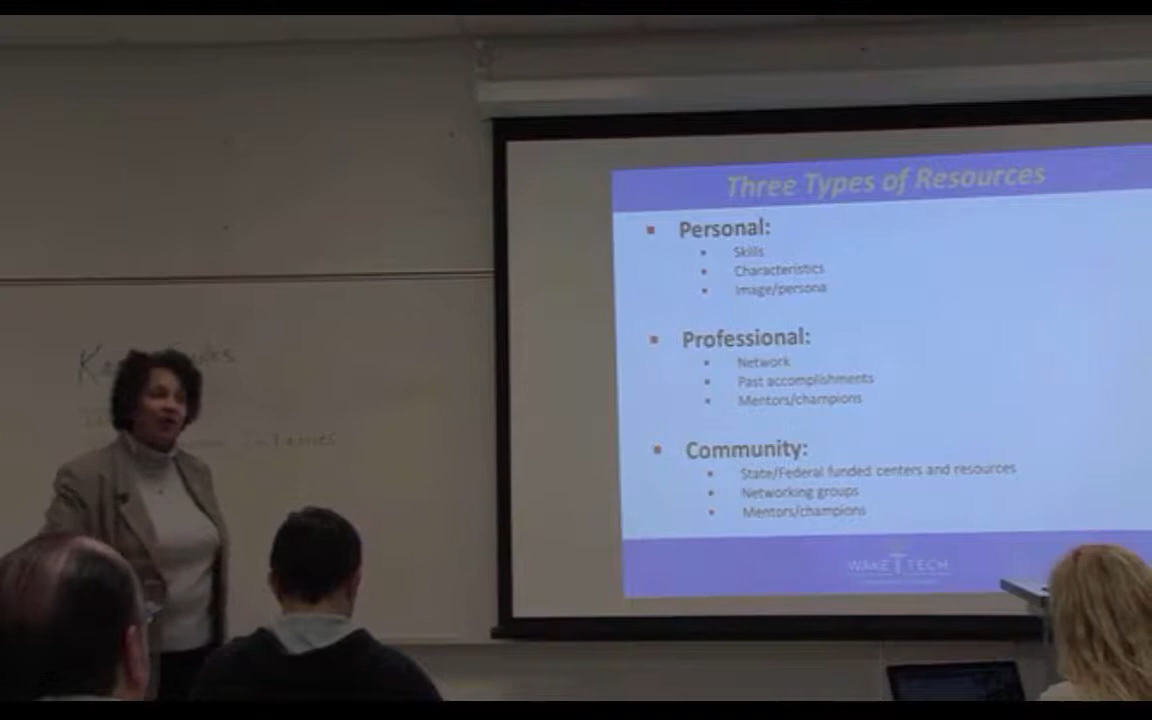 Three Types of Resources
Personal:
Skills
Characteristics
Image/persona
Professional:
Network
Past accomplishments
Mentors/champions
Community:
State/Federal funded centers and resources
Networking groups
Mentors/champions
WAKE TECH